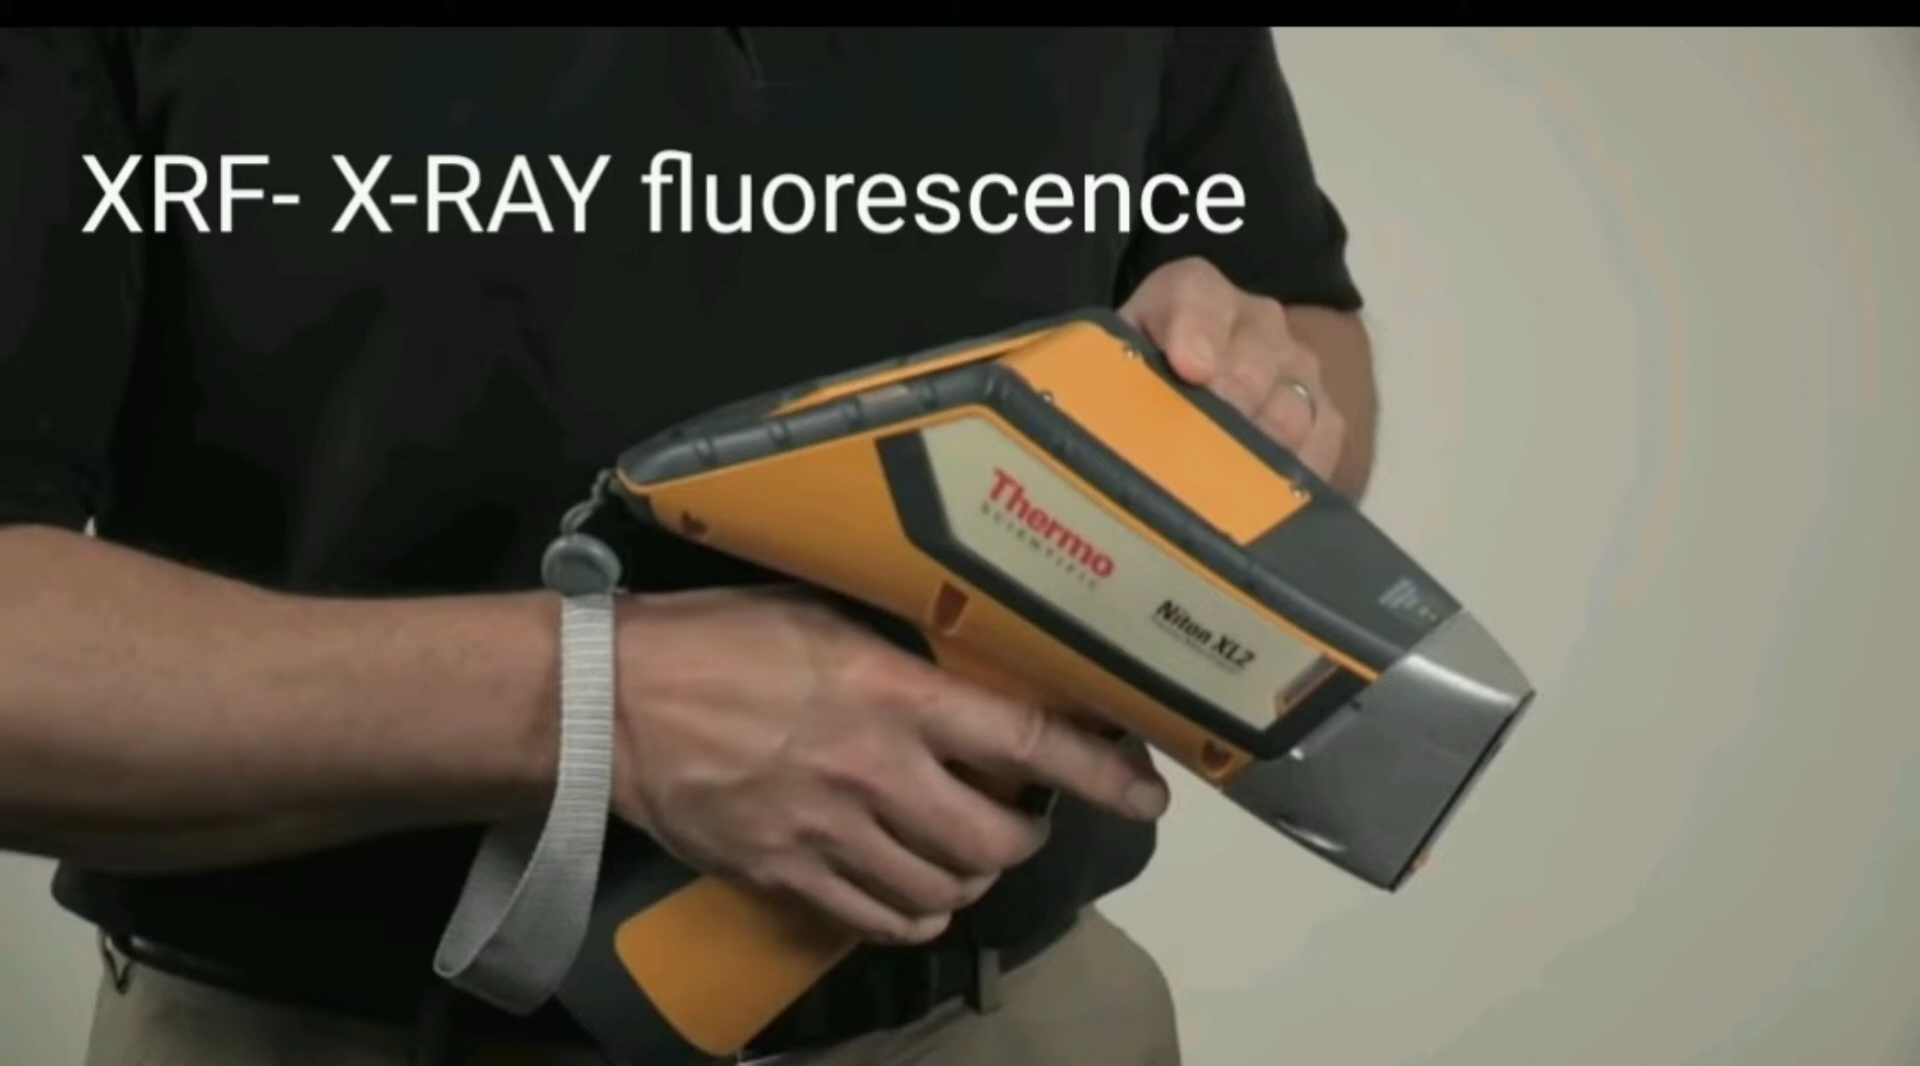 XRF- X-RAY fluorescence
Thermo
SCIENTIFIC
Niton XL2